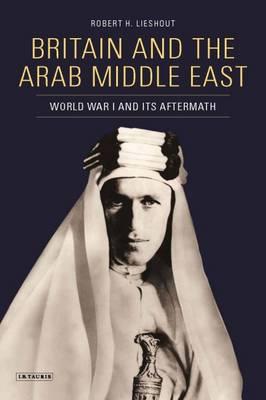 ROBERT H. LIESHOUT
BRITAIN AND THE
ARAB MIDDLE EAST
WORLD WAR I AND ITS AFTERMATH
I.B.TAURIS